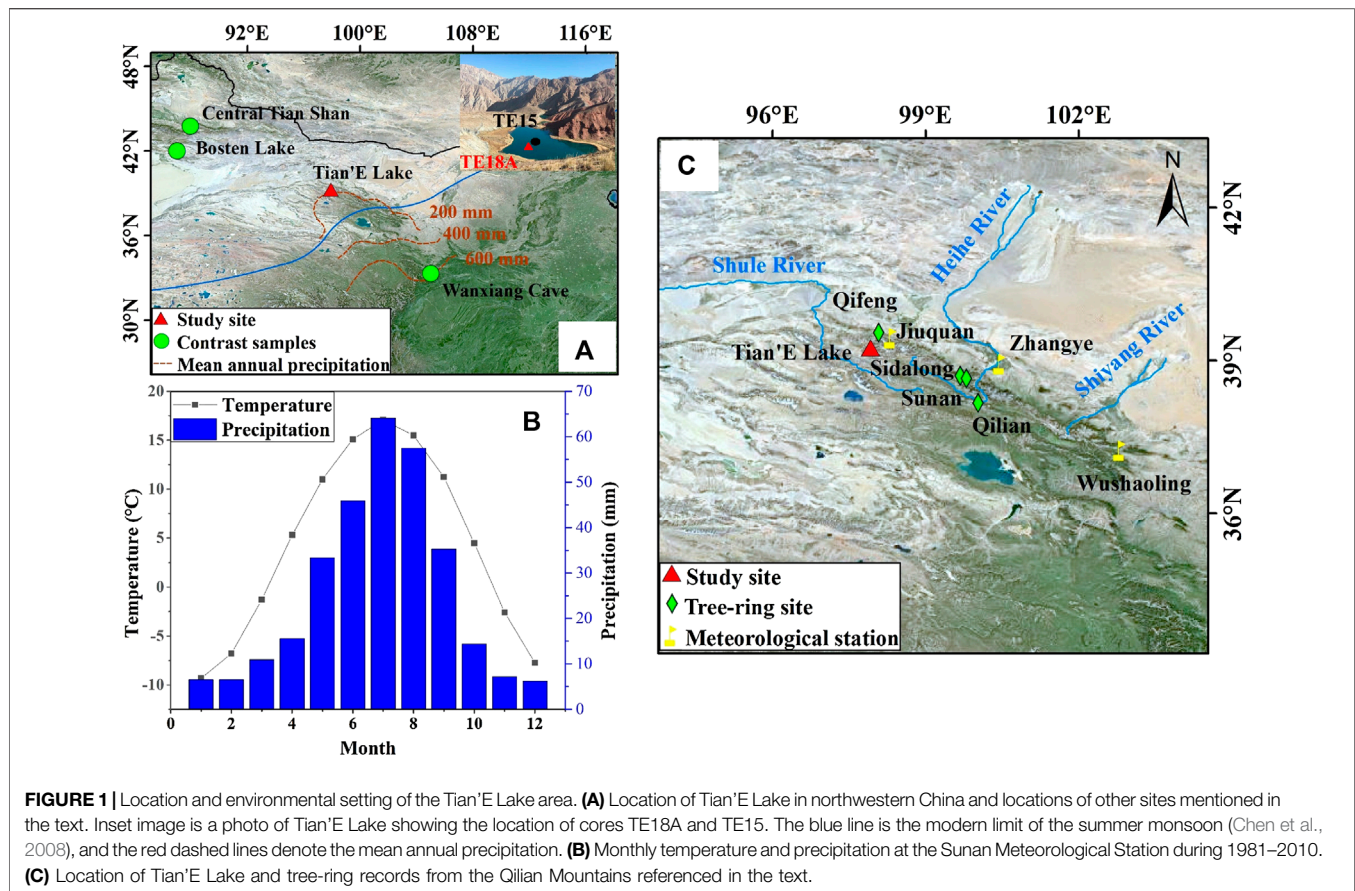 92°E 100°E 108°E 116°E
48°N
42°N
36°N
30°N
Central Tian Shan
Bosten Lake
Tian'E Lake
TE15
TE18A
200 mm
400 mm
600 mm
Wanxiang Cave
Study site
Contrast samples
Mean annual precipitation
A
20
15
10
5
0
-5
-10
Temperature (°C)
Temperature
Precipitation
B
70
60
50
40
30
20
10
0
Precipitation (mm)
0 2 4 6 8 10 12
Month
96°E 99°E 102°E
C
N
42°N
39°N
36°N
Shule River
Heihe River
Shiyang River
Qifeng
Jiuquan
Tian'E Lake
Zhangye
Sidalong
Sunan
Qilian
Wushaoling
Study site
Tree-ring site
Meteorological station
FIGURE 1 | Location and environmental setting of the Tian'E Lake area. (A) Location of Tian'E Lake in northwestern China and locations of other sites mentioned in
the text. Inset image is a photo of Tian'E Lake showing the location of cores TE18A and TE15. The blue line is the modern limit of the summer monsoon (Chen et al.,
2008), and the red dashed lines denote the mean annual precipitation. (B) Monthly temperature and precipitation at the Sunan Meteorological Station during 1981–2010.
(C) Location of Tian'E Lake and tree-ring records from the Qilian Mountains referenced in the text.